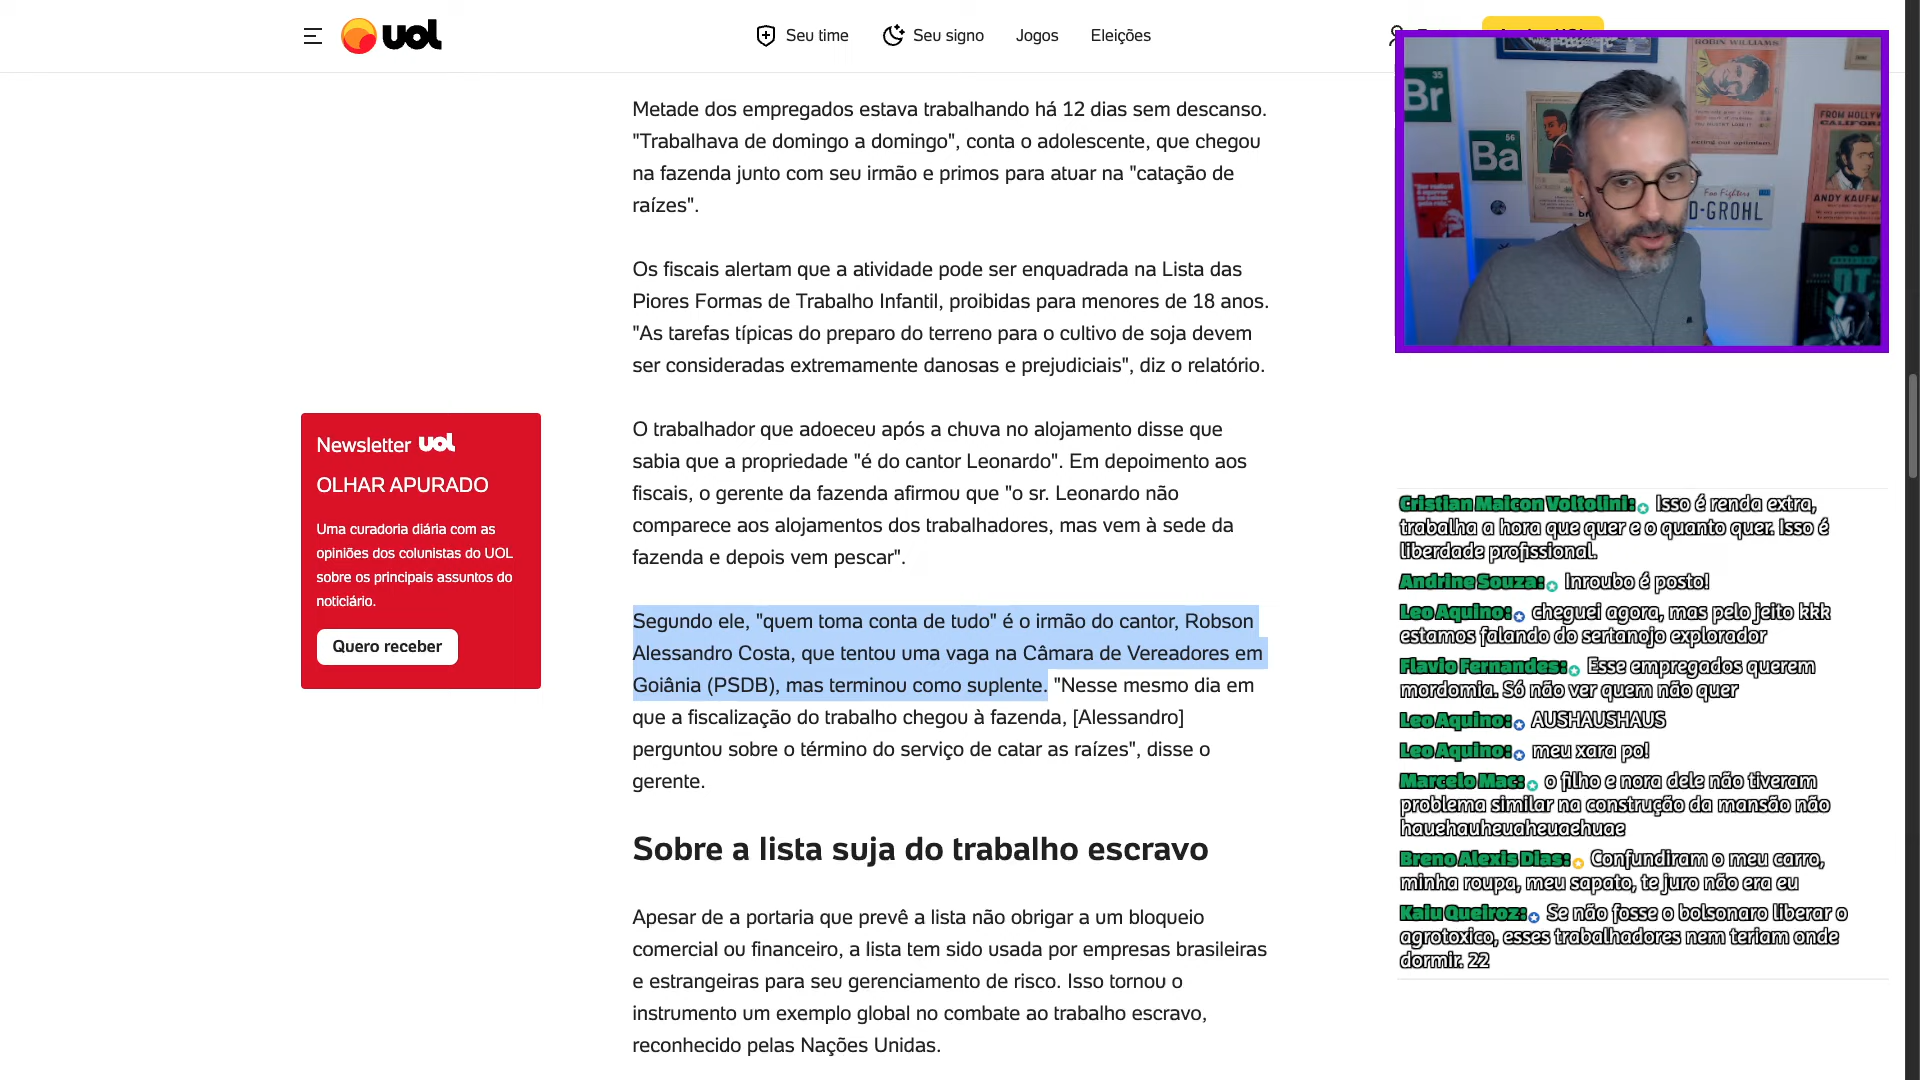 uol
Seu time
Seu signo
Jogos
Eleições
Metade dos empregados estava trabalhando há 12 dias sem descanso.
"Trabalhava de domingo a domingo", conta o adolescente, que chegou
na fazenda junto com seu irmão e primos para atuar na "catação de
raízes".
Os fiscais alertam que a atividade pode ser enquadrada na Lista das
Piores Formas de Trabalho Infantil, proibidas para menores de 18 anos.
"As tarefas típicas do preparo do terreno para o cultivo de soja devem
ser consideradas extremamente danosas e prejudiciais", diz o relatório.
O trabalhador que adoeceu após a chuva no alojamento disse que
sabia que a propriedade "é do cantor Leonardo". Em depoimento aos
fiscais, o gerente da fazenda afirmou que "o sr. Leonardo não
comparece aos alojamentos dos trabalhadores, mas vem à sede da
fazenda e depois vem pescar".
Segundo ele, "quem toma conta de tudo" é o irmão do cantor, Robson
Alessandro Costa, que tentou uma vaga na Câmara de Vereadores em
Goiânia (PSDB), mas terminou como suplente. "Nesse mesmo dia em
que a fiscalização do trabalho chegou à fazenda, [Alessandro]
perguntou sobre o término do serviço de catar as raízes", disse o
gerente.
Sobre a lista suja do trabalho escravo
Apesar de a portaria que prevê a lista não obrigar a um bloqueio
comercial ou financeiro, a lista tem sido usada por empresas brasileiras
e estrangeiras para seu gerenciamento de risco. Isso tornou o
instrumento um exemplo global no combate ao trabalho escravo,
reconhecido pelas Nações Unidas.
Newsletter uol
OLHAR APURADO
Uma curadoria diária com as
opiniões dos colunistas do UOL
sobre os principais assuntos do
noticiário.
Quero receber
35
Br
56
Ba
ROBIN WILLIAMS
FROM HOLLYW
CALIFOR
ANDY KAUFM
Foo Fighters
D-GROHL
DT
Cristian Maicon Voltolini: Isso é renda extra,
trabalha a hora que quer e o quanto quer. Isso é
liberdade profissional.
Andrine Souza: Inroubo é posto!
Leo Aquino: cheguei agora, mas pelo jeito kkk
estamos falando do sertanojo explorador
Flavio Fernandes: Esse empregados querem
mordomia. Só não ver quem não quer
Leo Aquino: AUSHAUSHAUS
Leo Aquino: meu xara po!
Marcelo Mac: o filho e nora dele não tiveram
problema similar na construção da mansão não
hauehauheuaheuaehuae
Breno Alexis Dias: Confundiram o meu carro,
minha roupa, meu sapato, te juro não era eu
Kaiu Queiroz: Se não fosse o bolsonaro liberar o
agrotoxico, esses trabalhadores nem teriam onde
dormir. 22